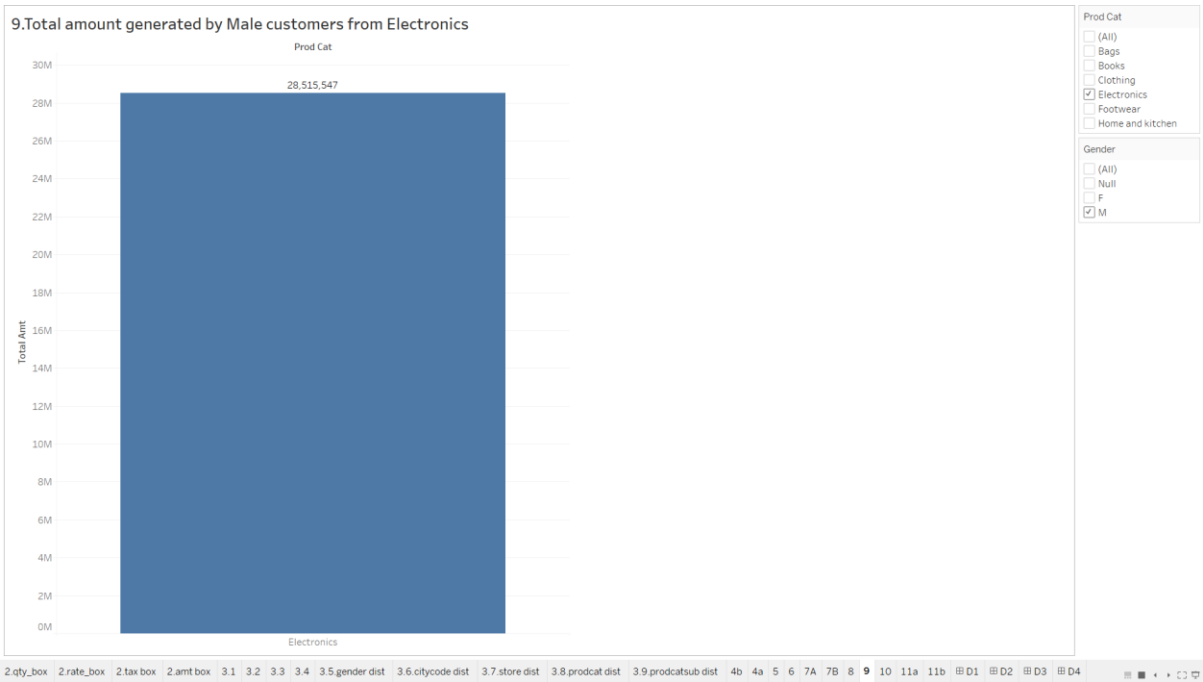 9.Total amount generated by Male customers from Electronics
Prod Cat
30M
28,515,547
28M
26M
24M
22M
20M
18M
16M
14M
12M
10M
8M
6M
4M
2M
0M
Total Amt
Electronics
Prod Cat
(All)
Bags
Books
Clothing
Electronics
Footwear
Home and kitchen
Gender
(All)
Null
F
M
2.qty_box 2.rate_box 2.tax box 2.amt box 3.1 3.2 3.3 3.4 3.5.gender dist 3.6.citycode dist 3.7.store dist 3.8.prodcat dist 3.9.prodcatsub dist 4b 4a 5 6 7A 7B 8 9 10 11a 11b D1 D2 D3 D4